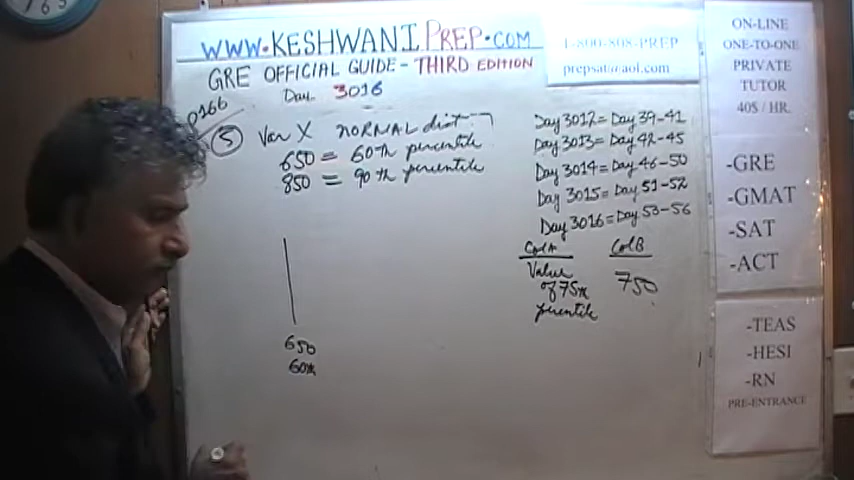 WWW.KESHWANIPREP.COM
GRE OFFICIAL GUIDE - THIRD EDITION
Day 3016
p166
5 Var X NORMAL dist
650 = 60th percentile
850 = 90th percentile
650
60th
1-800-808-PREP
prepsat@aol.com
Day 3012 = Day 39-41
Day 3013 = Day 42-45
Day 3014 = Day 46-50
Day 3015 = Day 51-52
Day 3016 = Day 53-56
Col A Col B
Value
of 75th 750
percentile
ON-LINE
ONE-TO-ONE
PRIVATE
TUTOR
40$ / HR.
-GRE
-GMAT
-SAT
-ACT
-TEAS
-HESI
-RN
PRE-ENTRANCE